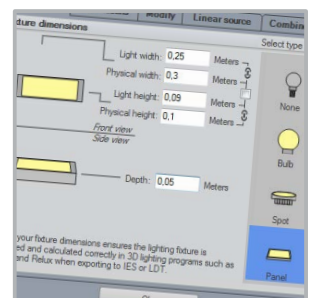 Modify Linear source Combin
ture dimensions
Select type
Light width: 0,25 Meters
Physical width: 0,3 Meters
Light height: 0,09 Meters
Physical height: 0,1 Meters
None
Front view
Side view
Bulb
Depth: 0,05 Meters
Spot
your fixture dimensions ensures the lighting fixture is
ed and calculated correctly in 3D lighting programs such as
and Relux when exporting to IES or LDT.
Panel